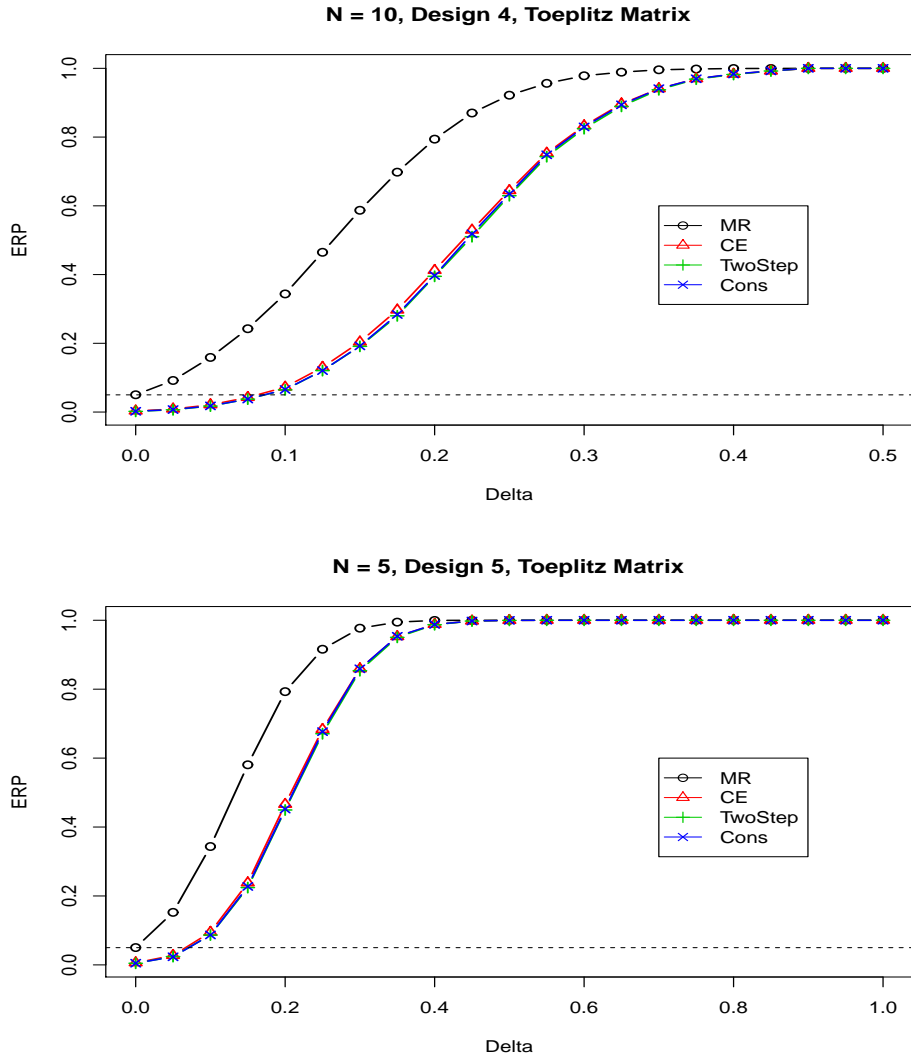 N = 10, Design 4, Toeplitz Matrix
ERP
1.0
0.8
0.6
0.4
0.2
0.0
MR
CE
TwoStep
Cons
0.0 0.1 0.2 0.3 0.4 0.5
Delta
N = 5, Design 5, Toeplitz Matrix
ERP
1.0
0.8
0.6
0.4
0.2
0.0
MR
CE
TwoStep
Cons
0.0 0.2 0.4 0.6 0.8 1.0
Delta